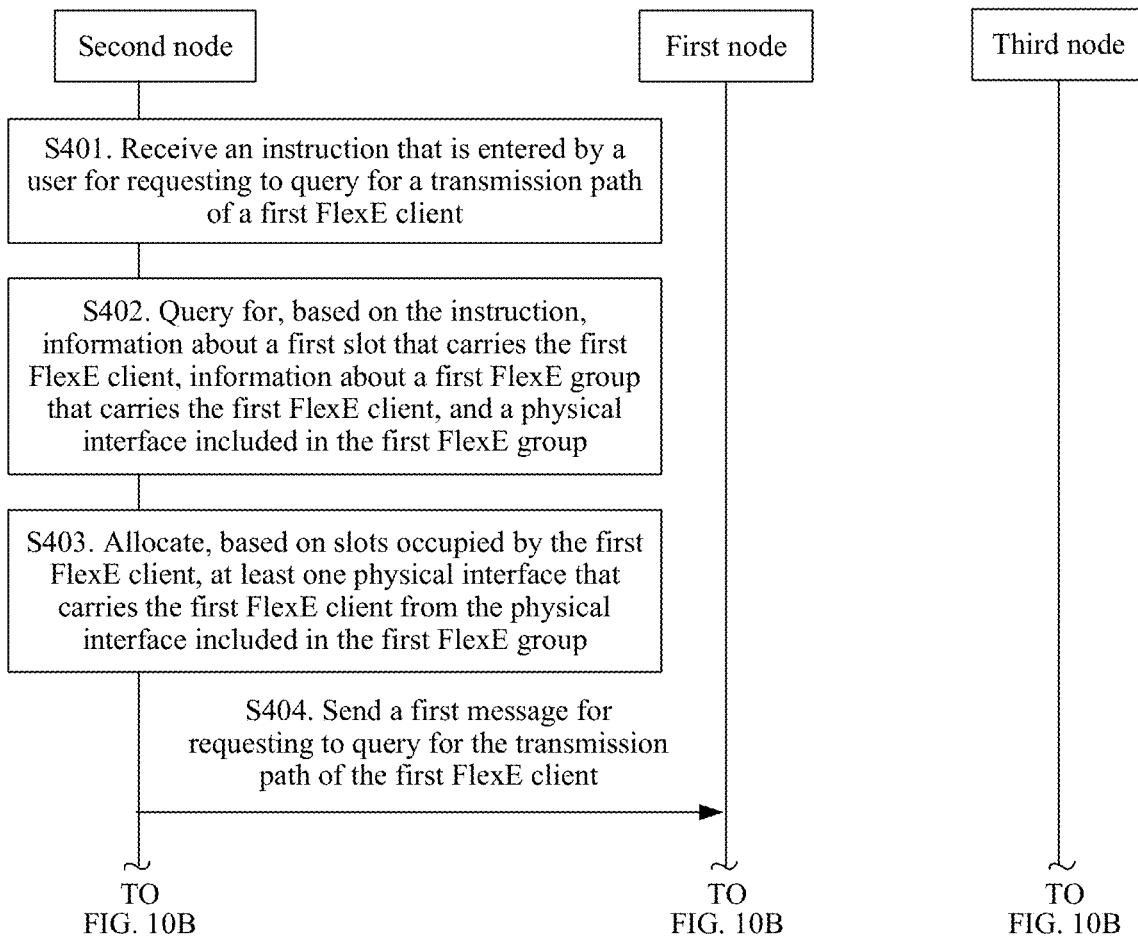 Second node
First node
Third node
S401. Receive an instruction that is entered by a
user for requesting to query for a transmission path
of a first FlexE client
S402. Query for, based on the instruction,
information about a first slot that carries the first
FlexE client, information about a first FlexE group
that carries the first FlexE client, and a physical
interface included in the first FlexE group
S403. Allocate, based on slots occupied by the first
FlexE client, at least one physical interface that
carries the first FlexE client from the physical
interface included in the first FlexE group
S404. Send a first message for
requesting to query for the transmission
path of the first FlexE client
TO
FIG. 10B
TO
FIG. 10B
TO
FIG. 10B